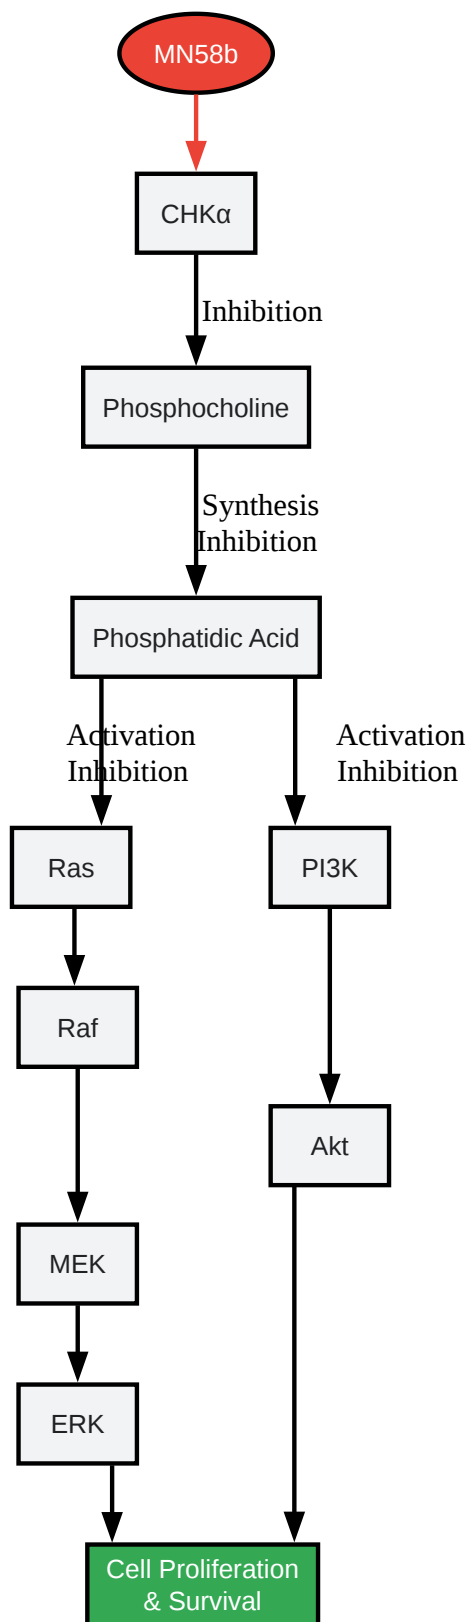 MN58b
CHKα
Inhibition
Phosphocholine
Synthesis
Inhibition
Phosphatidic Acid
Activation
Inhibition
Activation
Inhibition
Ras
PI3K
Raf
Akt
MEK
ERK
Cell Proliferation
& Survival